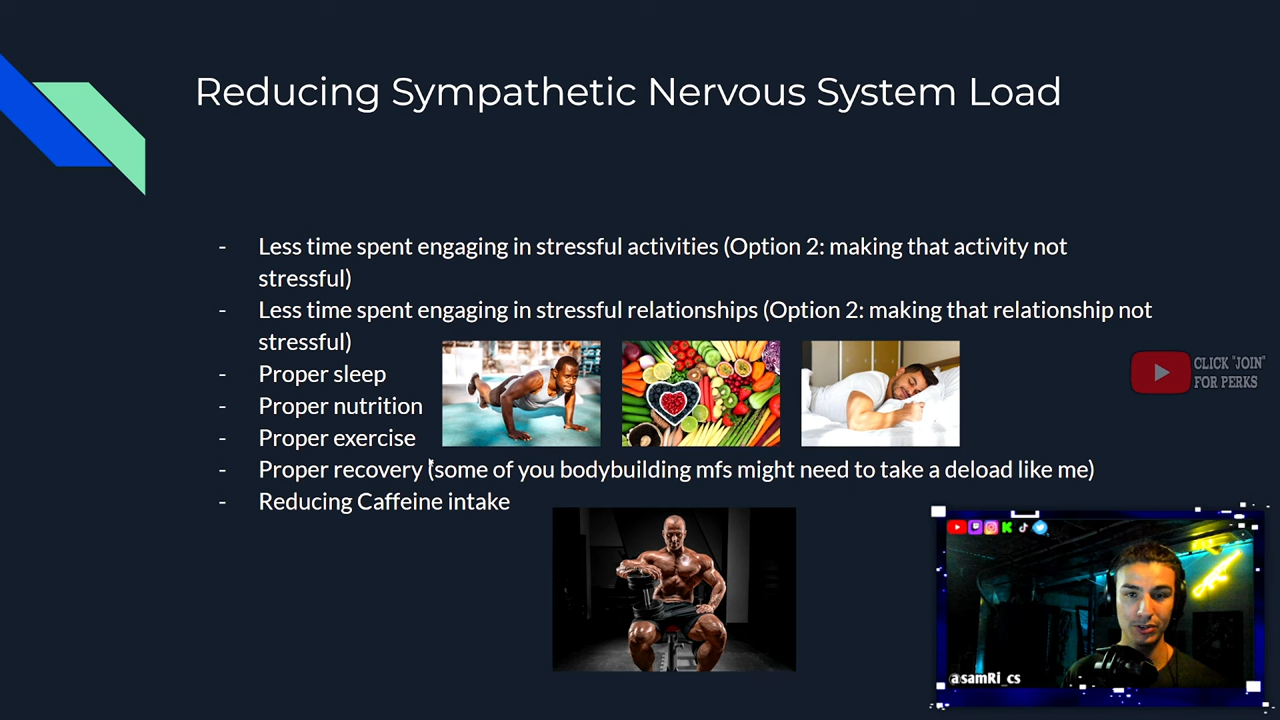 Reducing Sympathetic Nervous System Load
- Less time spent engaging in stressful activities (Option 2: making that activity not
stressful)
- Less time spent engaging in stressful relationships (Option 2: making that relationship not
stressful)
- Proper sleep
- Proper nutrition
- Proper exercise
- Proper recovery (some of you bodybuilding mfs might need to take a deload like me)
- Reducing Caffeine intake
CLICK "JOIN"
FOR PERKS
@samRi_cs